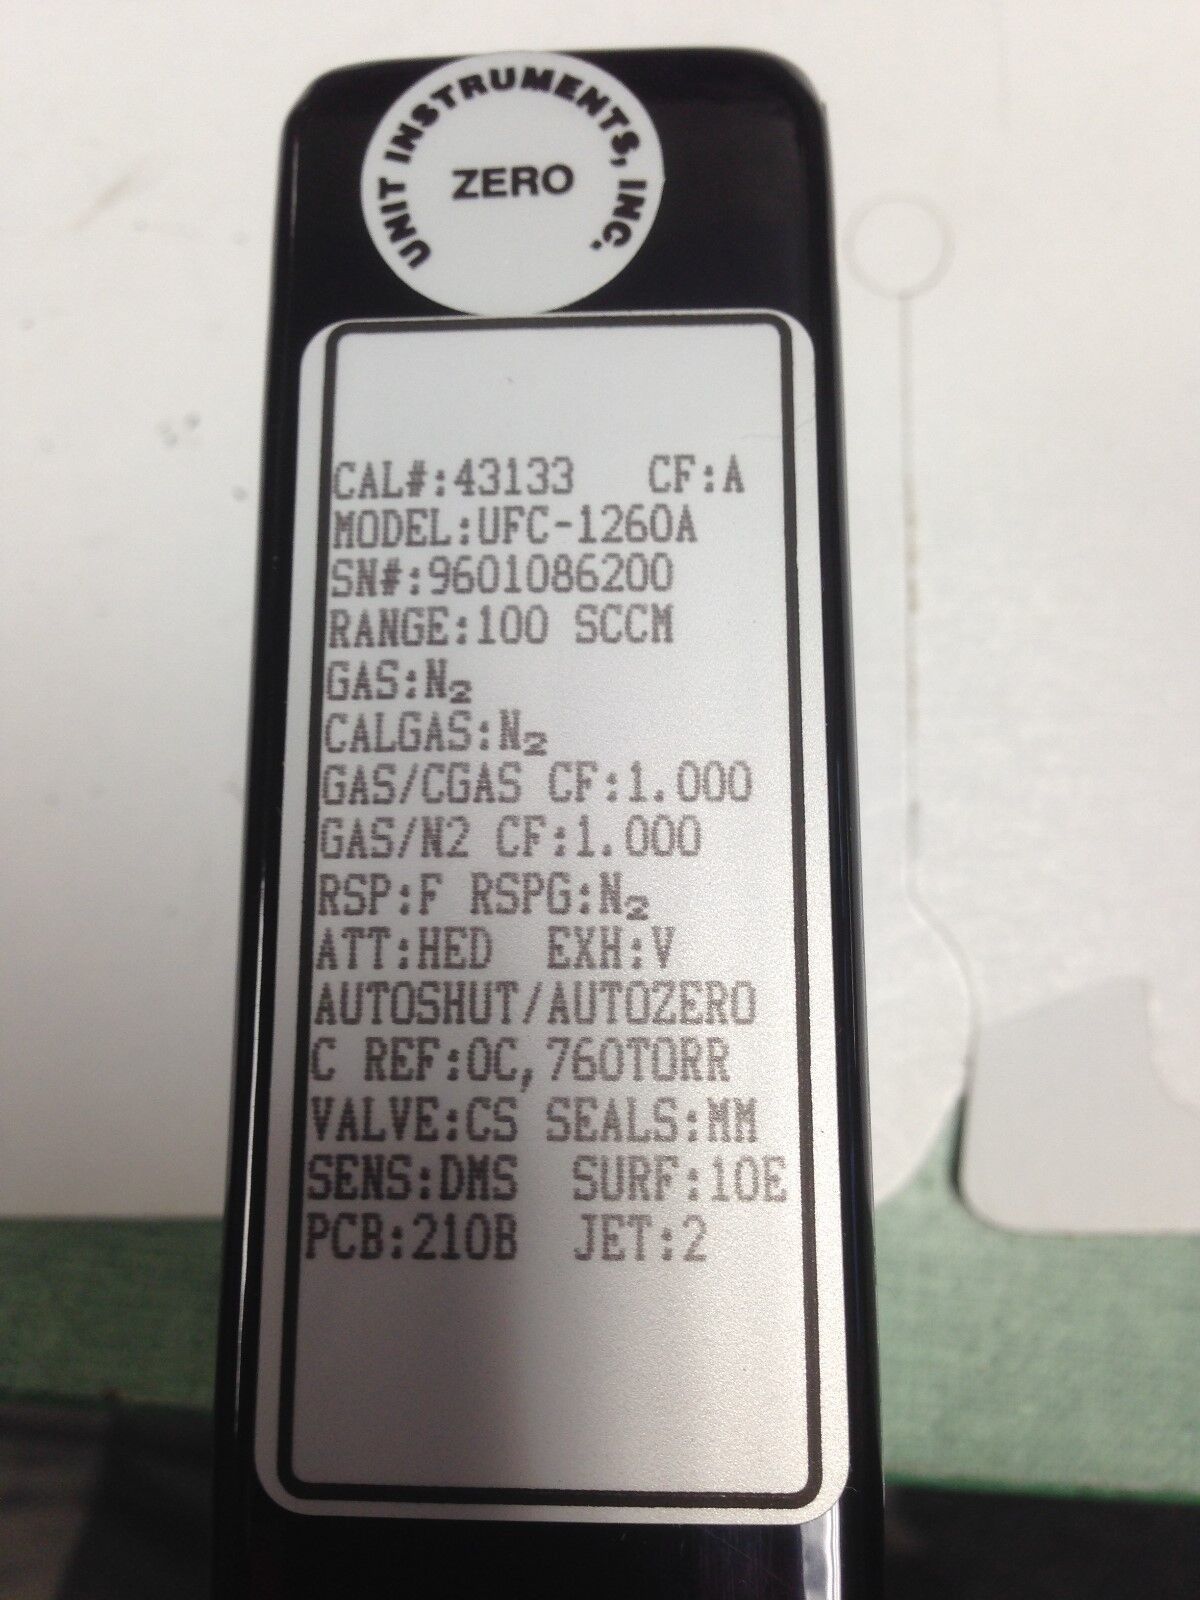 UNIT INSTRUMENTS, INC.
ZERO
CAL#:43133 CF:A
MODEL:UFC-1260A
SN#:9601086200
RANGE:100 SCCM
GAS:N₂
CALGAS:N₂
GAS/CGAS CF:1.000
GAS/N2 CF:1.000
RSP:F RSPG:N₂
ATT:HED EXH:V
AUTOSHUT/AUTOZERO
C REF:0C,760TORR
VALVE:CS SEALS:MM
SENS:DMS SURF:10E
PCB:210B JET:2